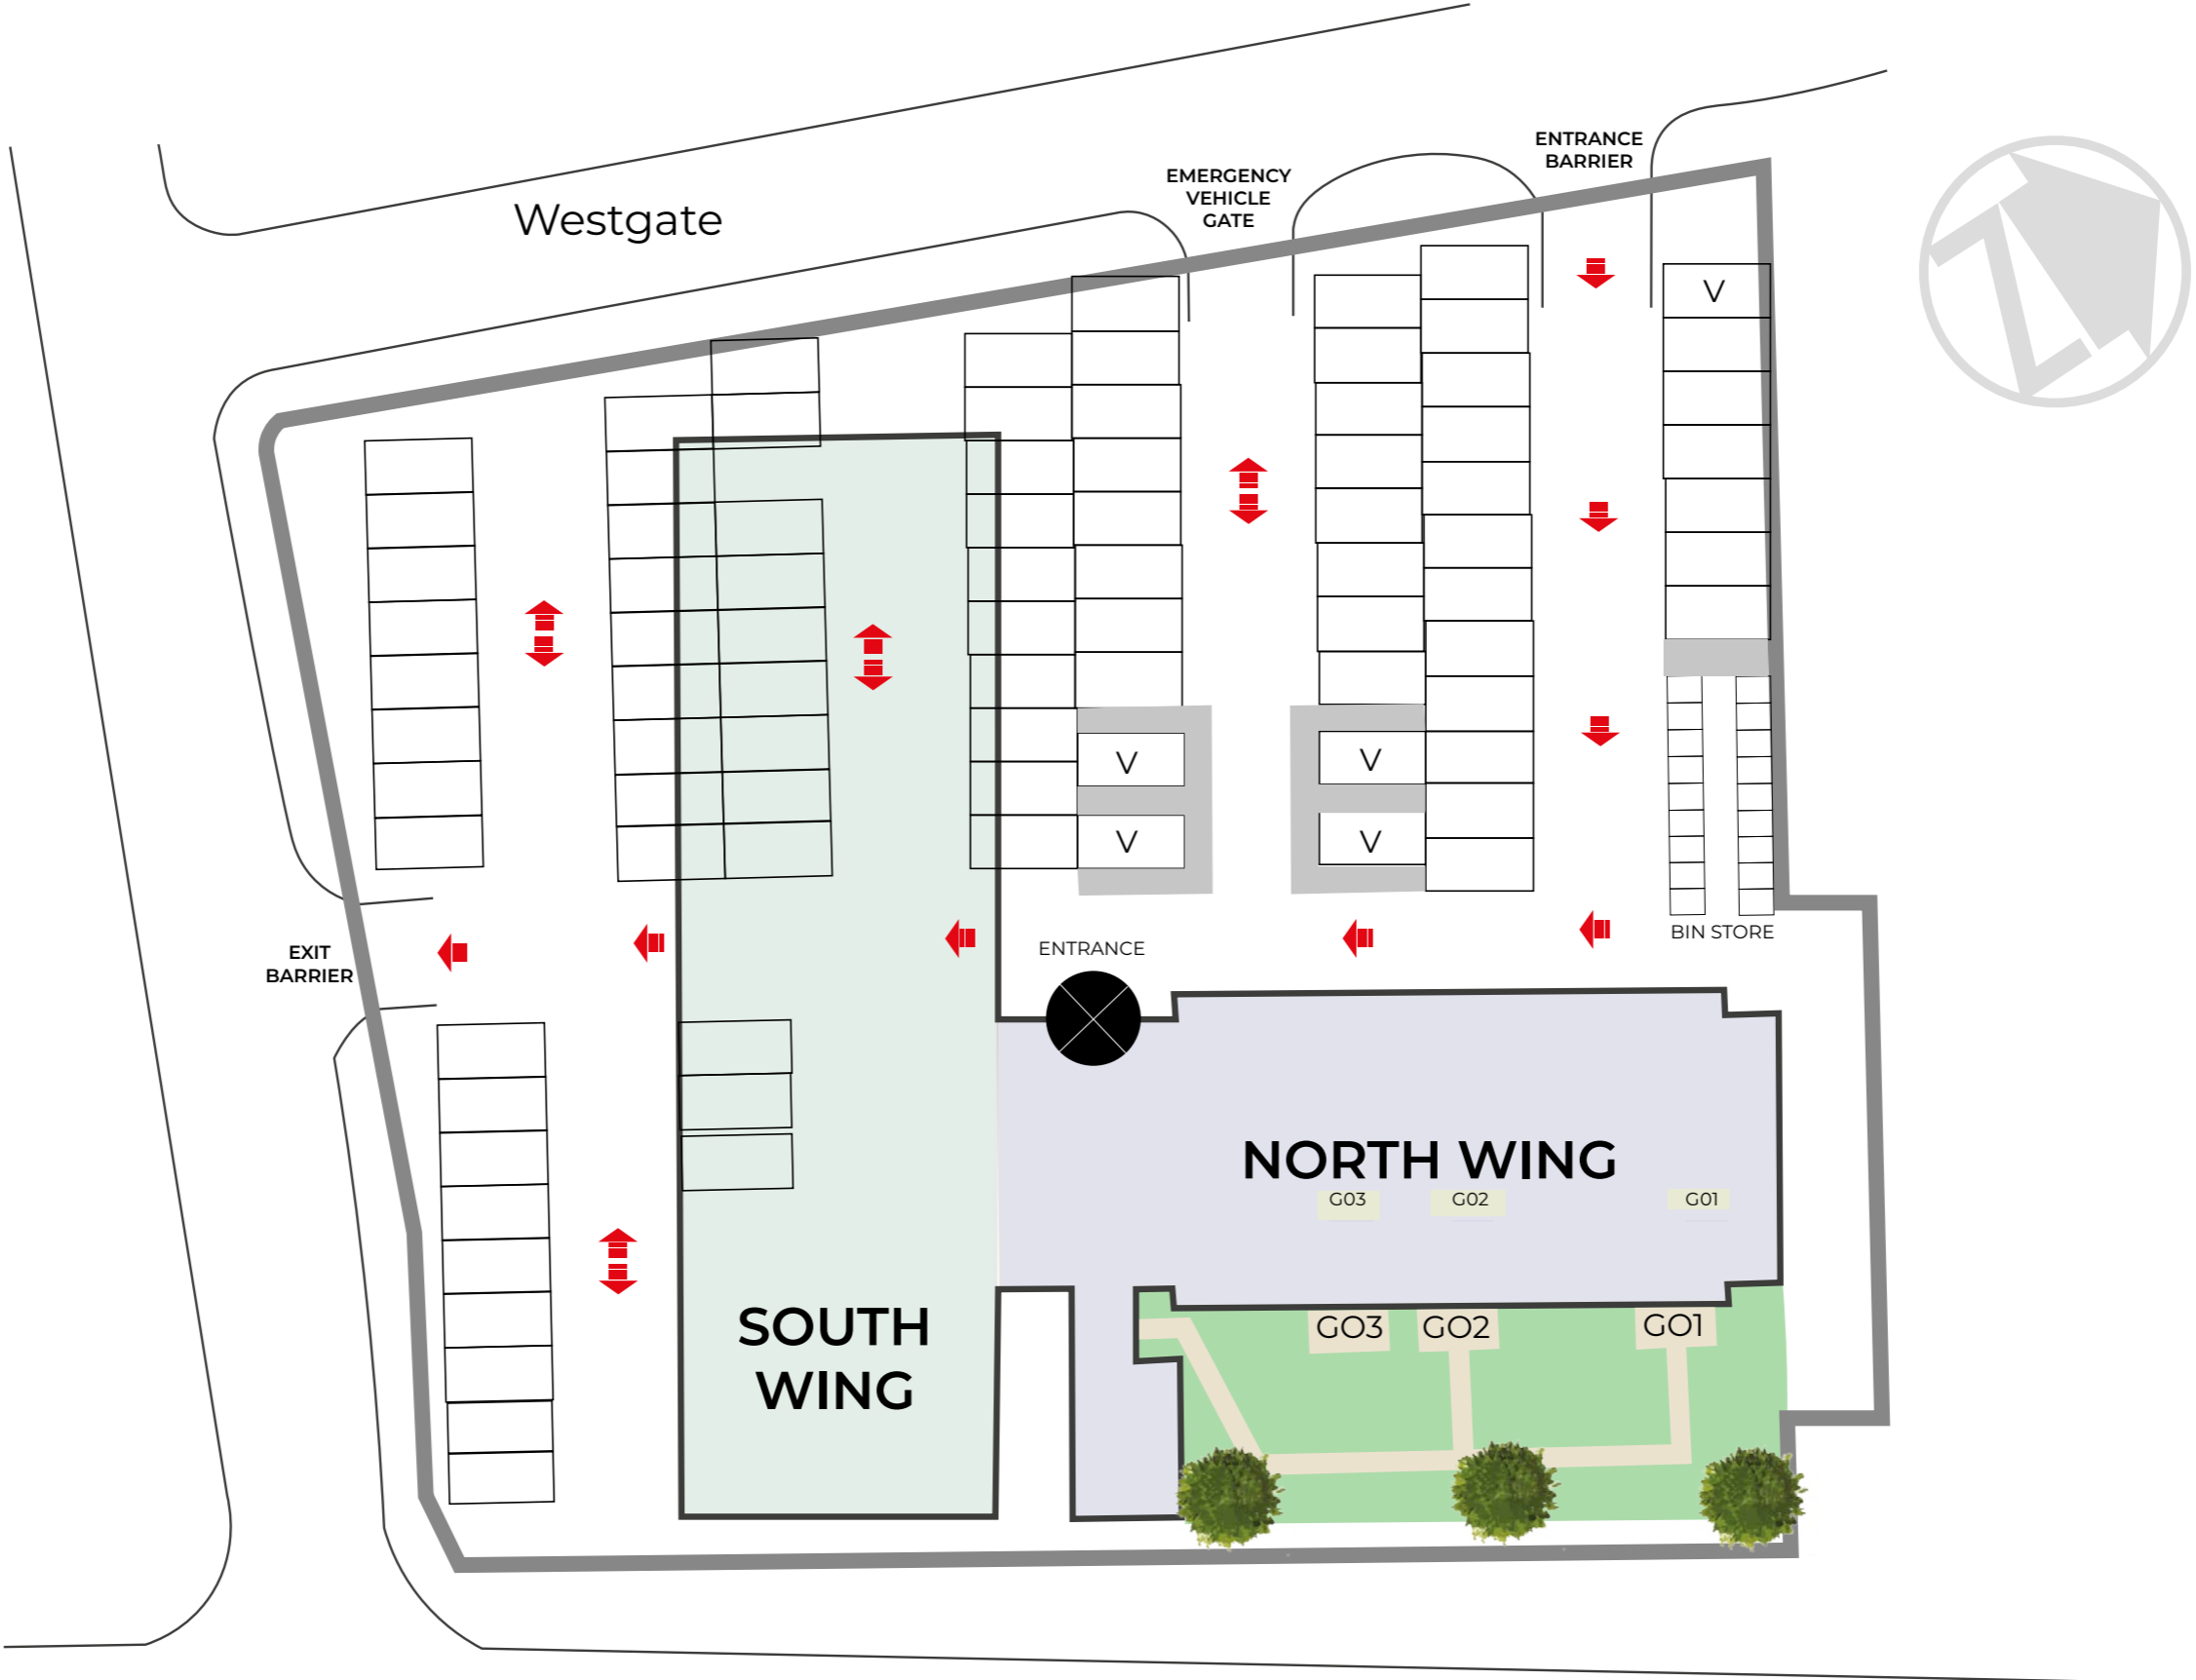 ENTRANCE
BARRIER
EMERGENCY
VEHICLE
GATE
Westgate
N
V
V
V
V
V
EXIT
BARRIER
ENTRANCE
BIN STORE
NORTH WING
G03
G02
G01
SOUTH
WING
GO3
GO2
GO1